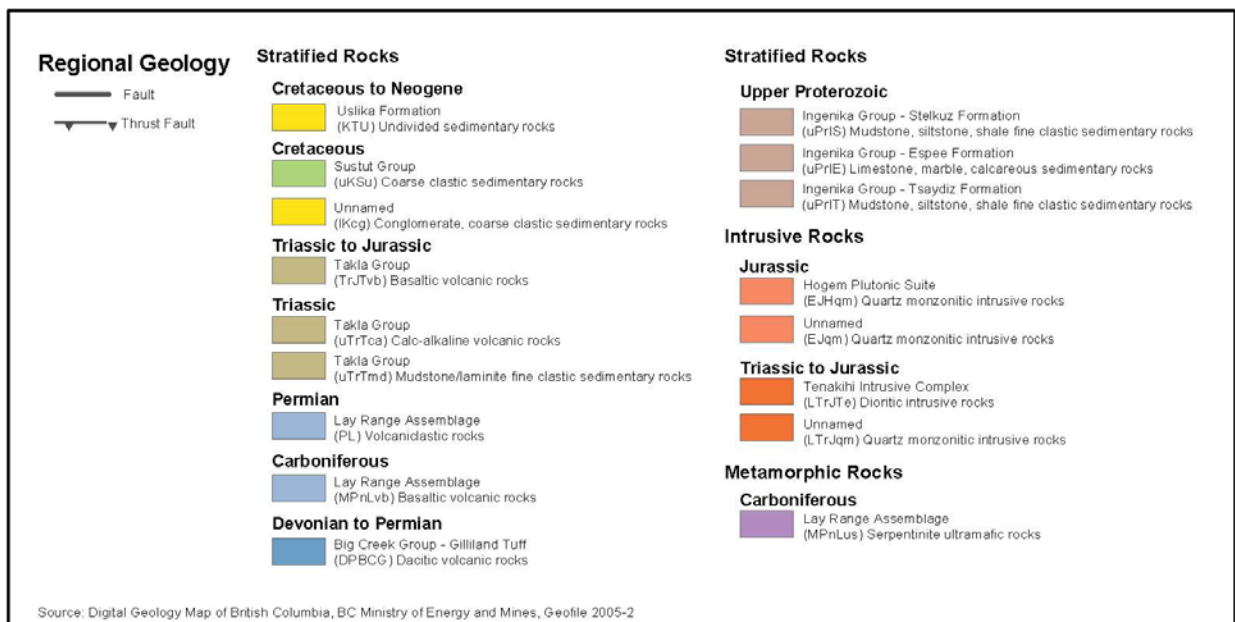 Regional Geology
Fault
Thrust Fault
Stratified Rocks
Cretaceous to Neogene
Uslika Formation
(KTU) Undivided sedimentary rocks
Cretaceous
Sustut Group
(uKSu) Coarse clastic sedimentary rocks
Unnamed
(lKcg) Conglomerate, coarse clastic sedimentary rocks
Triassic to Jurassic
Takla Group
(TrJTvb) Basaltic volcanic rocks
Triassic
Takla Group
(uTrTca) Calc-alkaline volcanic rocks
Takla Group
(uTrTmd) Mudstone/laminite fine clastic sedimentary rocks
Permian
Lay Range Assemblage
(PL) Volcaniclastic rocks
Carboniferous
Lay Range Assemblage
(MPnLvb) Basaltic volcanic rocks
Devonian to Permian
Big Creek Group - Gilliland Tuff
(DPBCG) Dacitic volcanic rocks
Stratified Rocks
Upper Proterozoic
Ingenika Group - Stelkuz Formation
(uPrIS) Mudstone, siltstone, shale fine clastic sedimentary rocks
Ingenika Group - Espee Formation
(uPrIE) Limestone, marble, calcareous sedimentary rocks
Ingenika Group - Tsaydiz Formation
(uPrIT) Mudstone, siltstone, shale fine clastic sedimentary rocks
Intrusive Rocks
Jurassic
Hogem Plutonic Suite
(EJHqm) Quartz monzonitic intrusive rocks
Unnamed
(EJqm) Quartz monzonitic intrusive rocks
Triassic to Jurassic
Tenakihi Intrusive Complex
(LTrJTe) Dioritic intrusive rocks
Unnamed
(LTrJqm) Quartz monzonitic intrusive rocks
Metamorphic Rocks
Carboniferous
Lay Range Assemblage
(MPnLus) Serpentinite ultramafic rocks
Source: Digital Geology Map of British Columbia, BC Ministry of Energy and Mines, Geofile 2005-2